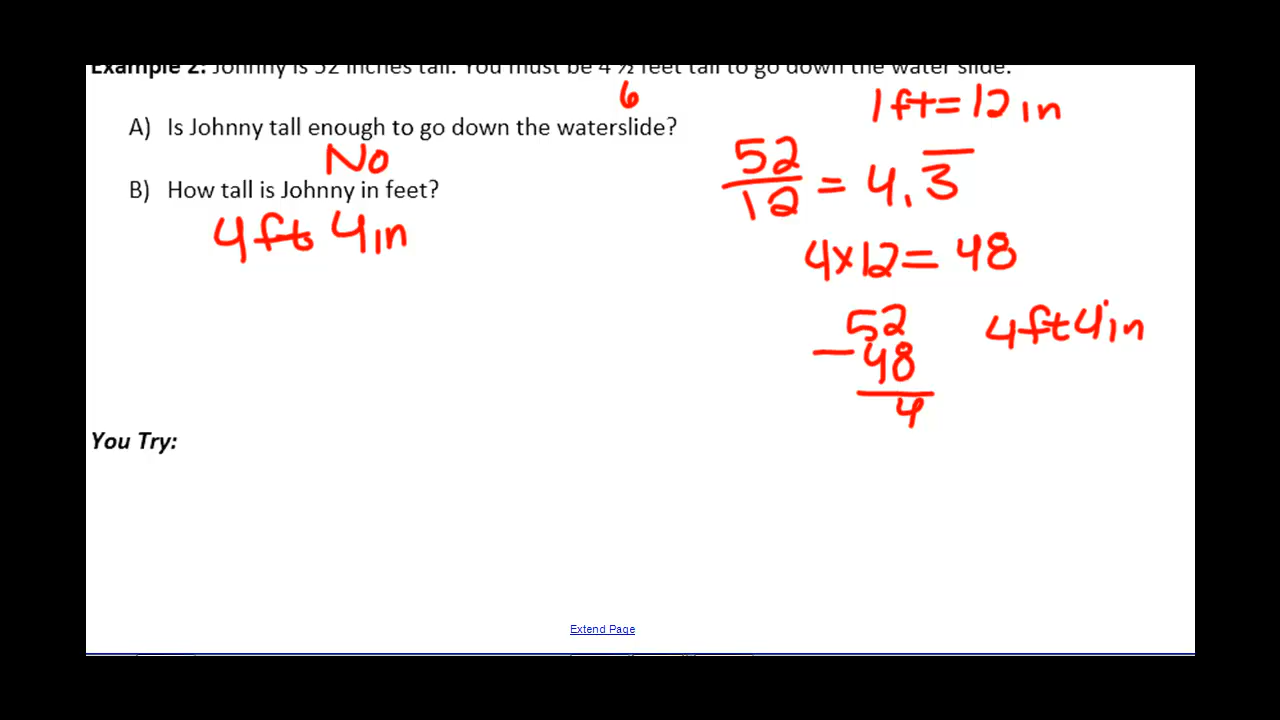 Example 2: Johnny is 52 inches tall. You must be 4 ½ feet tall to go down the water slide.
6
1ft=12in
A) Is Johnny tall enough to go down the waterslide?
No
52/12 = 4.3̅
B) How tall is Johnny in feet?
4ft 4in
4x12=48
52
-48
4
4ft4in
You Try:
Extend Page